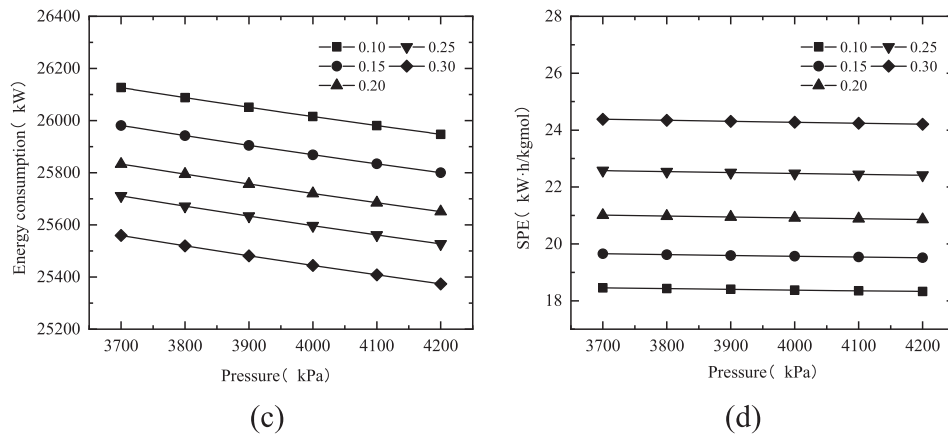 26400
26200
26000
25800
25600
25400
25200
Energy consumption( kW)
0.10 0.25
0.15 0.30
0.20
3700 3800 3900 4000 4100 4200
Pressure( kPa)
(c)
28
26
24
22
20
18
SPE( kW·h/kgmol)
0.10 0.25
0.15 0.30
0.20
3700 3800 3900 4000 4100 4200
Pressure( kPa)
(d)